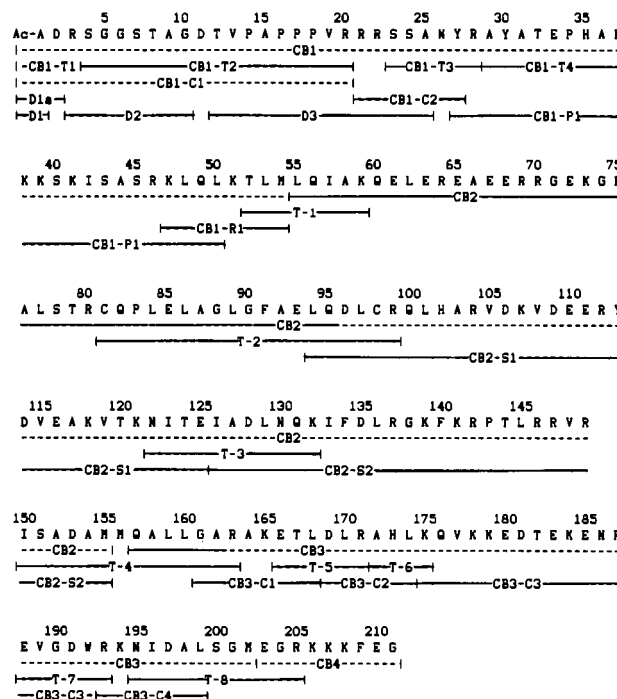 5 10 15 20 25 30 35
Ac-A D R S G G S T A G D T V P A P P P V R R R S S A N Y R A Y A T E P H A K
CB1
CB1-T1 CB1-T2 CB1-T3 CB1-T4
CB1-C1
D1a CB1-C2
D1 D2 D3 CB1-P1
40 45 50 55 60 65 70 75
K K S K I S A S R K L Q L K T L M L Q I A K Q E L E R E A E E R R G E K G R
CB2
T-1
CB1-R1
CB1-P1
80 85 90 95 100 105 110
A L S T R C Q P L E L A G L G F A E L Q D L C R Q L H A R V D K V D E E R Y
CB2
T-2
CB2-S1
115 120 125 130 135 140 145
D V E A K V T K N I T E I A D L N Q K I F D L R G K F K R P T L R R V R
CB2
T-3
CB2-S1 CB2-S2
150 155 160 165 170 175 180 185
I S A D A M M Q A L L G A R A K E T L D L R A H L K Q V K K E D T E K E N R
CB2 CB3
T-4 T-5 T-6
CB2-S2 CB3-C1 CB3-C2 CB3-C3
190 195 200 205 210
E V G D W R K N I D A L S G M E G R K K K F E G
CB3 CB4
T-7 T-8
CB3-C3 CB3-C4